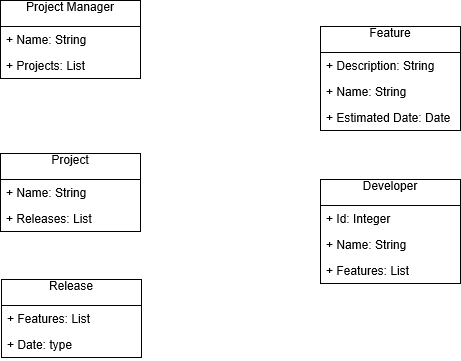 Project Manager
+ Name: String
+ Projects: List
Project
+ Name: String
+ Releases: List
Release
+ Features: List
+ Date: type
Feature
+ Description: String
+ Name: String
+ Estimated Date: Date
Developer
+ Id: Integer
+ Name: String
+ Features: List